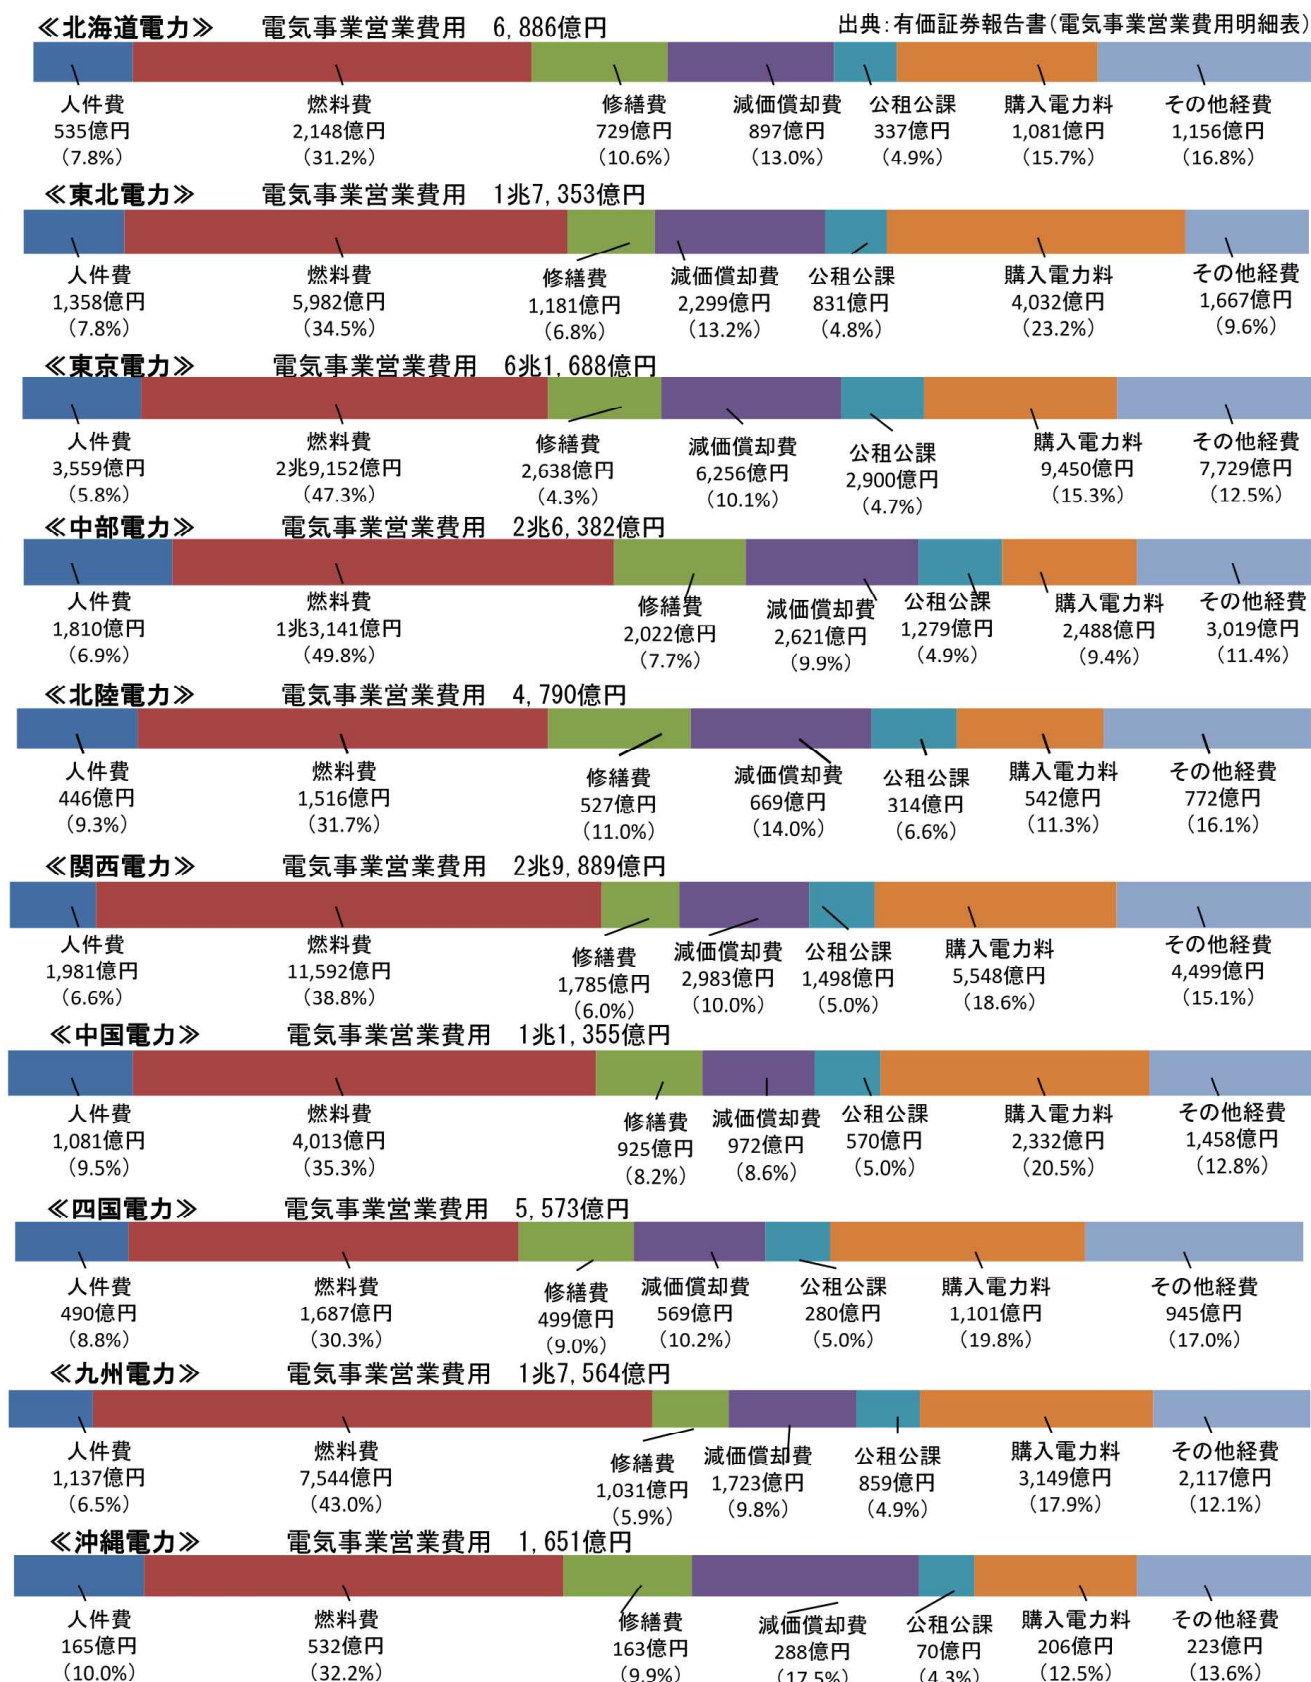 ≪北海道電力≫ 電気事業営業費用 6,886億円 出典:有価証券報告書(電気事業営業費用明細表)
人件費 燃料費 修繕費 減価償却費 公租公課 購入電力料 その他経費
535億円 2,148億円 729億円 897億円 337億円 1,081億円 1,156億円
(7.8%) (31.2%) (10.6%) (13.0%) (4.9%) (15.7%) (16.8%)
≪東北電力≫ 電気事業営業費用 1兆7,353億円
人件費 燃料費 修繕費 減価償却費 公租公課 購入電力料 その他経費
1,358億円 5,982億円 1,181億円 2,299億円 831億円 4,032億円 1,667億円
(7.8%) (34.5%) (6.8%) (13.2%) (4.8%) (23.2%) (9.6%)
≪東京電力≫ 電気事業営業費用 6兆1,688億円
人件費 燃料費 修繕費 減価償却費 公租公課 購入電力料 その他経費
3,559億円 2兆9,152億円 2,638億円 6,256億円 2,900億円 9,450億円 7,729億円
(5.8%) (47.3%) (4.3%) (10.1%) (4.7%) (15.3%) (12.5%)
≪中部電力≫ 電気事業営業費用 2兆6,382億円
人件費 燃料費 修繕費 減価償却費 公租公課 購入電力料 その他経費
1,810億円 1兆3,141億円 2,022億円 2,621億円 1,279億円 2,488億円 3,019億円
(6.9%) (49.8%) (7.7%) (9.9%) (4.9%) (9.4%) (11.4%)
≪北陸電力≫ 電気事業営業費用 4,790億円
人件費 燃料費 修繕費 減価償却費 公租公課 購入電力料 その他経費
446億円 1,516億円 527億円 669億円 314億円 542億円 772億円
(9.3%) (31.7%) (11.0%) (14.0%) (6.6%) (11.3%) (16.1%)
≪関西電力≫ 電気事業営業費用 2兆9,889億円
人件費 燃料費 修繕費 減価償却費 公租公課 購入電力料 その他経費
1,981億円 11,592億円 1,785億円 2,983億円 1,498億円 5,548億円 4,499億円
(6.6%) (38.8%) (6.0%) (10.0%) (5.0%) (18.6%) (15.1%)
≪中国電力≫ 電気事業営業費用 1兆1,355億円
人件費 燃料費 修繕費 減価償却費 公租公課 購入電力料 その他経費
1,081億円 4,013億円 925億円 972億円 570億円 2,332億円 1,458億円
(9.5%) (35.3%) (8.2%) (8.6%) (5.0%) (20.5%) (12.8%)
≪四国電力≫ 電気事業営業費用 5,573億円
人件費 燃料費 修繕費 減価償却費 公租公課 購入電力料 その他経費
490億円 1,687億円 499億円 569億円 280億円 1,101億円 945億円
(8.8%) (30.3%) (9.0%) (10.2%) (5.0%) (19.8%) (17.0%)
≪九州電力≫ 電気事業営業費用 1兆7,564億円
人件費 燃料費 修繕費 減価償却費 公租公課 購入電力料 その他経費
1,137億円 7,544億円 1,031億円 1,723億円 859億円 3,149億円 2,117億円
(6.5%) (43.0%) (5.9%) (9.8%) (4.9%) (17.9%) (12.1%)
≪沖縄電力≫ 電気事業営業費用 1,651億円
人件費 燃料費 修繕費 減価償却費 公租公課 購入電力料 その他経費
165億円 532億円 163億円 288億円 70億円 206億円 223億円
(10.0%) (32.2%) (9.9%) (17.5%) (4.3%) (12.5%) (13.6%)